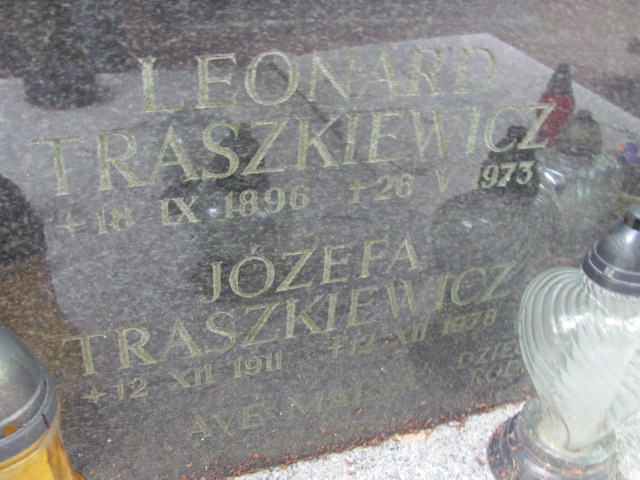 LEONARD
TRASZKIEWICZ
+ 18 IX 1896 + 26 V 1973
JÓZEFA
TRASZKIEWICZ
+ 12 XII 1911 + 12 XII 1978
AVE MARIA